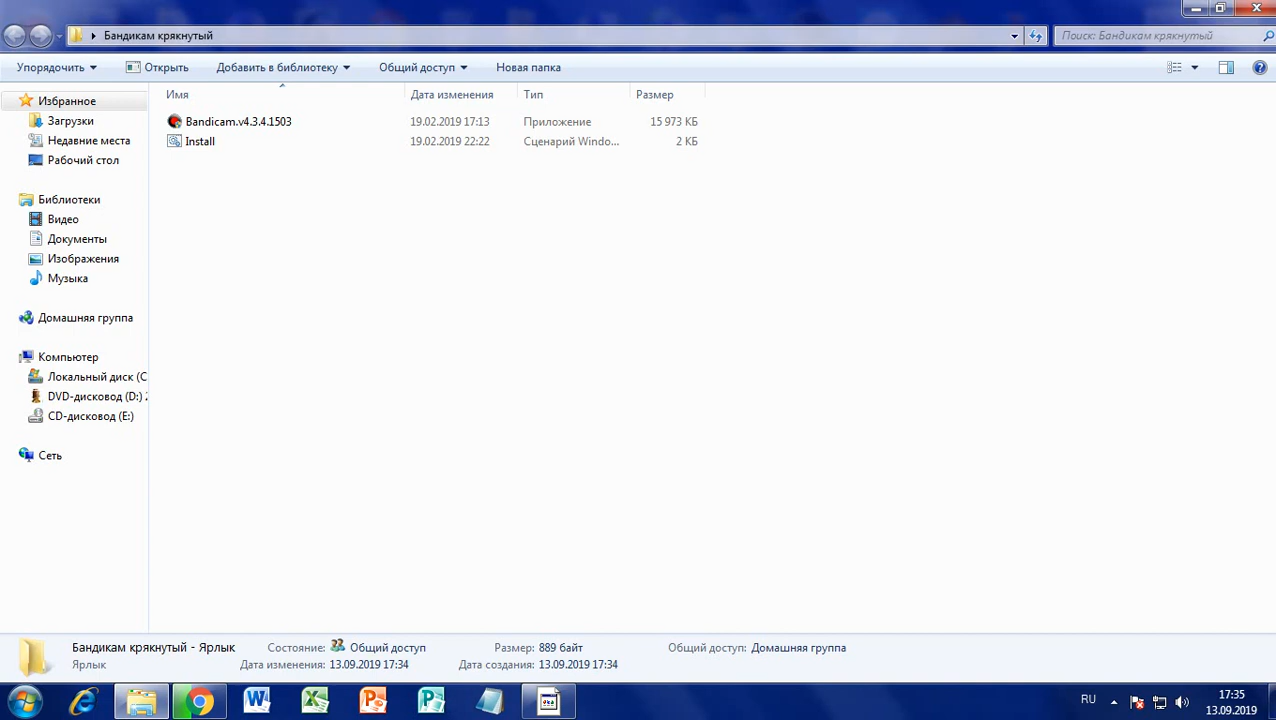 Бандикам крякнутый
Поиск: Бандикам крякнутый
Упорядочить Открыть Добавить в библиотеку Общий доступ Новая папка
Имя Дата изменения Тип Размер
Bandicam.v4.3.4.1503 19.02.2019 17:13 Приложение 15 973 КБ
Install 19.02.2019 22:22 Сценарий Windo... 2 КБ
Избранное
Загрузки
Недавние места
Рабочий стол
Библиотеки
Видео
Документы
Изображения
Музыка
Домашняя группа
Компьютер
Локальный диск (C
DVD-дисковод (D:) 2
CD-дисковод (E:)
Сеть
Бандикам крякнутый - Ярлык Состояние: Общий доступ Размер: 889 байт Общий доступ: Домашняя группа
Ярлык Дата изменения: 13.09.2019 17:34 Дата создания: 13.09.2019 17:34
RU 17:35
13.09.2019